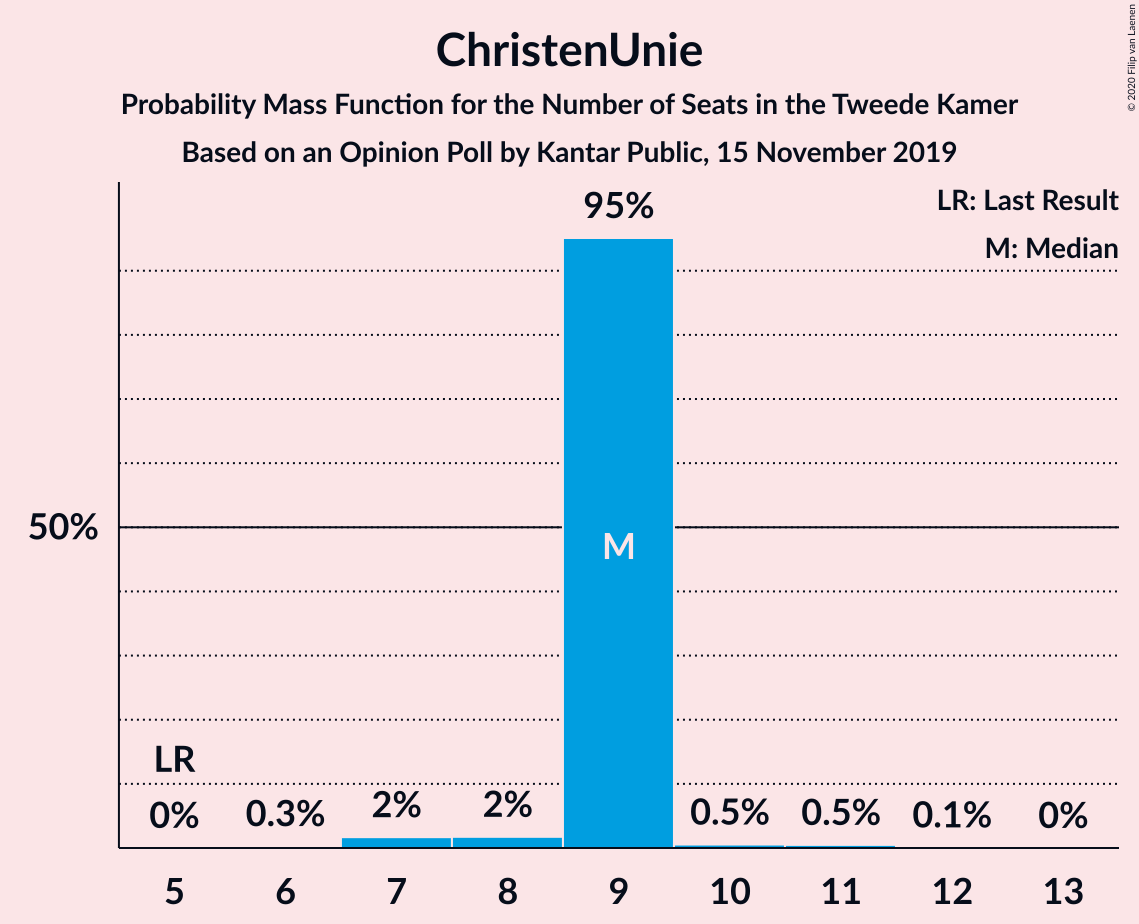 ChristenUnie
Probability Mass Function for the Number of Seats in the Tweede Kamer
Based on an Opinion Poll by Kantar Public, 15 November 2019
© 2020 Filip van Laenen
LR: Last Result
M: Median
95%
50%
M
LR
0%
0.3%
2%
2%
0.5%
0.5%
0.1%
0%
5 6 7 8 9 10 11 12 13